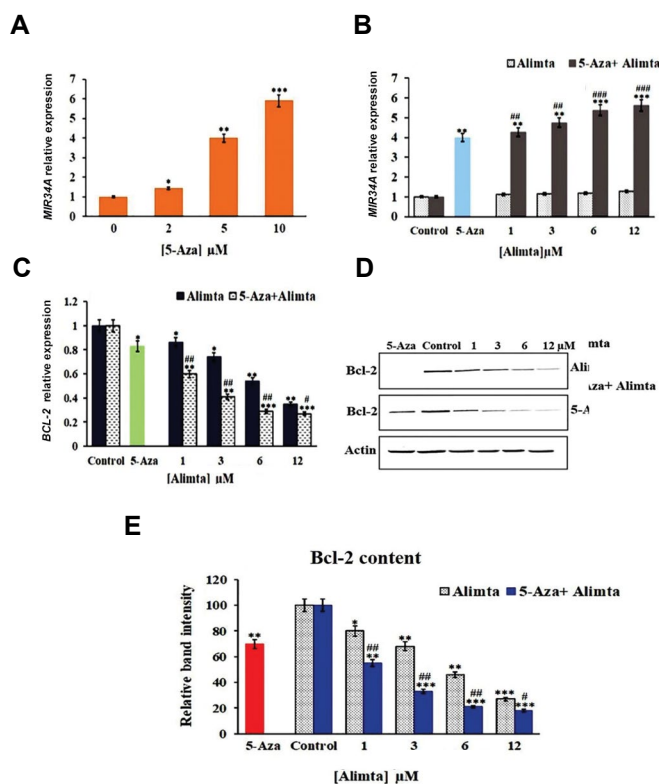 A
MIR34A relative expression
7
6
5
4
3
2
1
0
*
**
***
0 2 5 10
[5-Aza] µM
B
Alimta 5-Aza+ Alimta
MIR34A relative expression
7
6
5
4
3
2
1
0
**
##
**
##
**
###
***
###
***
Control 5-Aza 1 3 6 12
[Alimta]µM
C
Alimta 5-Aza+Alimta
BCL-2 relative expression
1.2
1
0.8
0.6
0.4
0.2
0
*
*
##
**
*
##
**
**
##
***
**
#
***
Control 5-Aza 1 3 6 12
[Alimta] µM
D
5-Aza Control 1 3 6 12 µM mta
Bcl-2 Ali
za+ Alimta
Bcl-2 5-A
Actin
E
Bcl-2 content
Alimta 5-Aza+ Alimta
Relative band intensity
120
100
80
60
40
20
0
**
*
##
**
**
##
***
**
##
***
***
#
***
5-Aza Control 1 3 6 12
[Alimta] µM